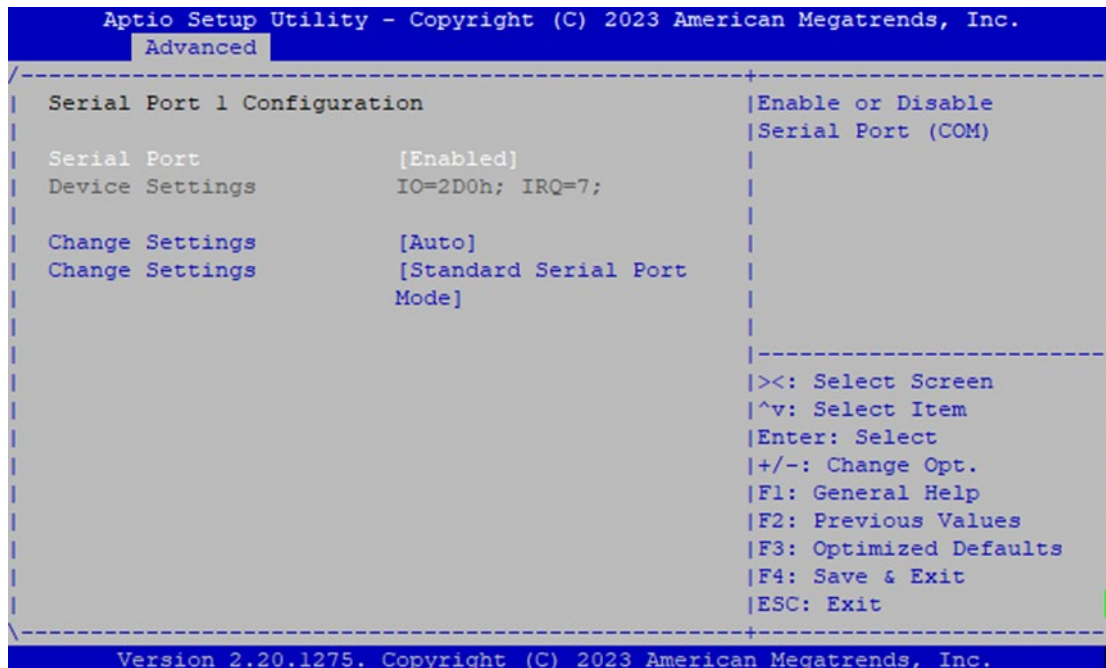 Aptio Setup Utility - Copyright (C) 2023 American Megatrends, Inc.
Advanced
Serial Port 1 Configuration
Serial Port [Enabled]
Device Settings IO=2D0h; IRQ=7;
Change Settings [Auto]
Change Settings [Standard Serial Port
Mode]
Enable or Disable
Serial Port (COM)
><: Select Screen
^v: Select Item
Enter: Select
+/-: Change Opt.
F1: General Help
F2: Previous Values
F3: Optimized Defaults
F4: Save & Exit
ESC: Exit
Version 2.20.1275. Copyright (C) 2023 American Megatrends, Inc.